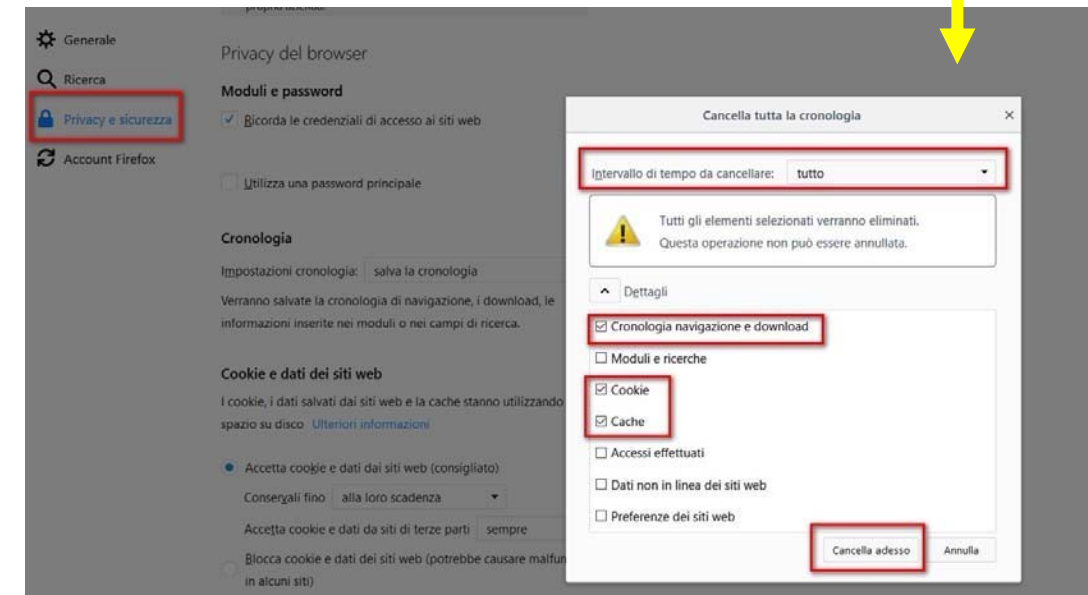 Generale
Ricerca
Privacy e sicurezza
Account Firefox
Privacy del browser
Moduli e password
Ricorda le credenziali di accesso ai siti web
Utilizza una password principale
Cronologia
Impostazioni cronologia: salva la cronologia
Verranno salvate la cronologia di navigazione, i download, le
informazioni inserite nei moduli o nei campi di ricerca.
Cookie e dati dei siti web
I cookie, i dati salvati dai siti web e la cache stanno utilizzando
spazio su disco Ulteriori informazioni
Accetta cookie e dati dai siti web (consigliato)
Conservali fino alla loro scadenza
Accetta cookie e dati da siti di terze parti sempre
Blocca cookie e dati dei siti web (potrebbe causare malfun
in alcuni siti)
Cancella tutta la cronologia
Intervallo di tempo da cancellare: tutto
Tutti gli elementi selezionati verranno eliminati.
Questa operazione non può essere annullata.
Dettagli
Cronologia navigazione e download
Moduli e ricerche
Cookie
Cache
Accessi effettuati
Dati non in linea dei siti web
Preferenze dei siti web
Cancella adesso Annulla